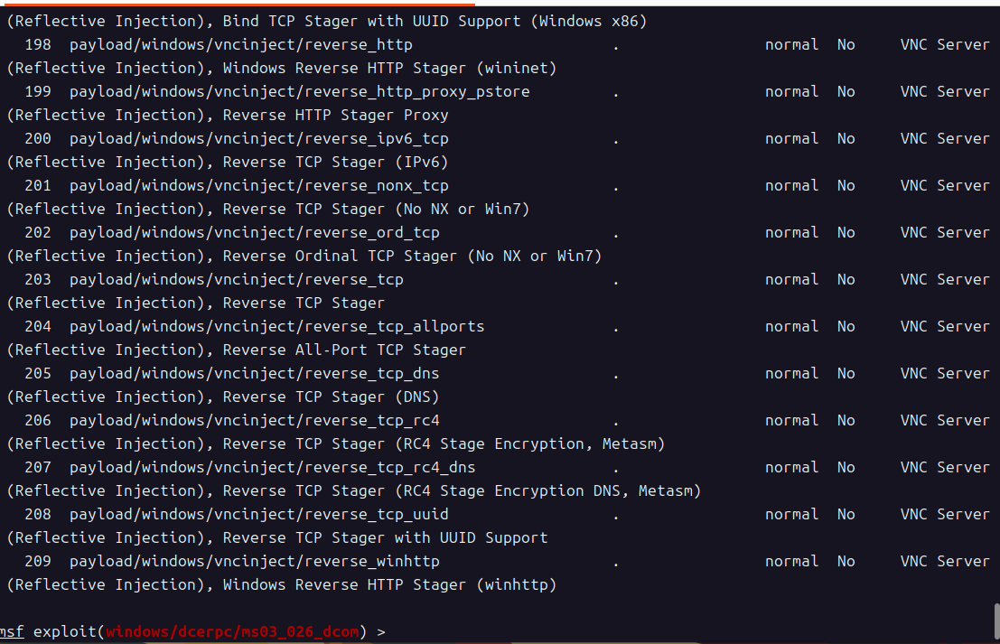 (Reflective Injection), Bind TCP Stager with UUID Support (Windows x86)
198 payload/windows/vncinject/reverse_http . normal No VNC Server
(Reflective Injection), Windows Reverse HTTP Stager (wininet)
199 payload/windows/vncinject/reverse_http_proxy_pstore . normal No VNC Server
(Reflective Injection), Reverse HTTP Stager Proxy
200 payload/windows/vncinject/reverse_ipv6_tcp . normal No VNC Server
(Reflective Injection), Reverse TCP Stager (IPv6)
201 payload/windows/vncinject/reverse_nonx_tcp . normal No VNC Server
(Reflective Injection), Reverse TCP Stager (No NX or Win7)
202 payload/windows/vncinject/reverse_ord_tcp . normal No VNC Server
(Reflective Injection), Reverse Ordinal TCP Stager (No NX or Win7)
203 payload/windows/vncinject/reverse_tcp . normal No VNC Server
(Reflective Injection), Reverse TCP Stager
204 payload/windows/vncinject/reverse_tcp_allports . normal No VNC Server
(Reflective Injection), Reverse All-Port TCP Stager
205 payload/windows/vncinject/reverse_tcp_dns . normal No VNC Server
(Reflective Injection), Reverse TCP Stager (DNS)
206 payload/windows/vncinject/reverse_tcp_rc4 . normal No VNC Server
(Reflective Injection), Reverse TCP Stager (RC4 Stage Encryption, Metasm)
207 payload/windows/vncinject/reverse_tcp_rc4_dns . normal No VNC Server
(Reflective Injection), Reverse TCP Stager (RC4 Stage Encryption DNS, Metasm)
208 payload/windows/vncinject/reverse_tcp_uuid . normal No VNC Server
(Reflective Injection), Reverse TCP Stager with UUID Support
209 payload/windows/vncinject/reverse_winhttp . normal No VNC Server
(Reflective Injection), Windows Reverse HTTP Stager (winhttp)
msf exploit(windows/dcerpc/ms03_026_dcom) >